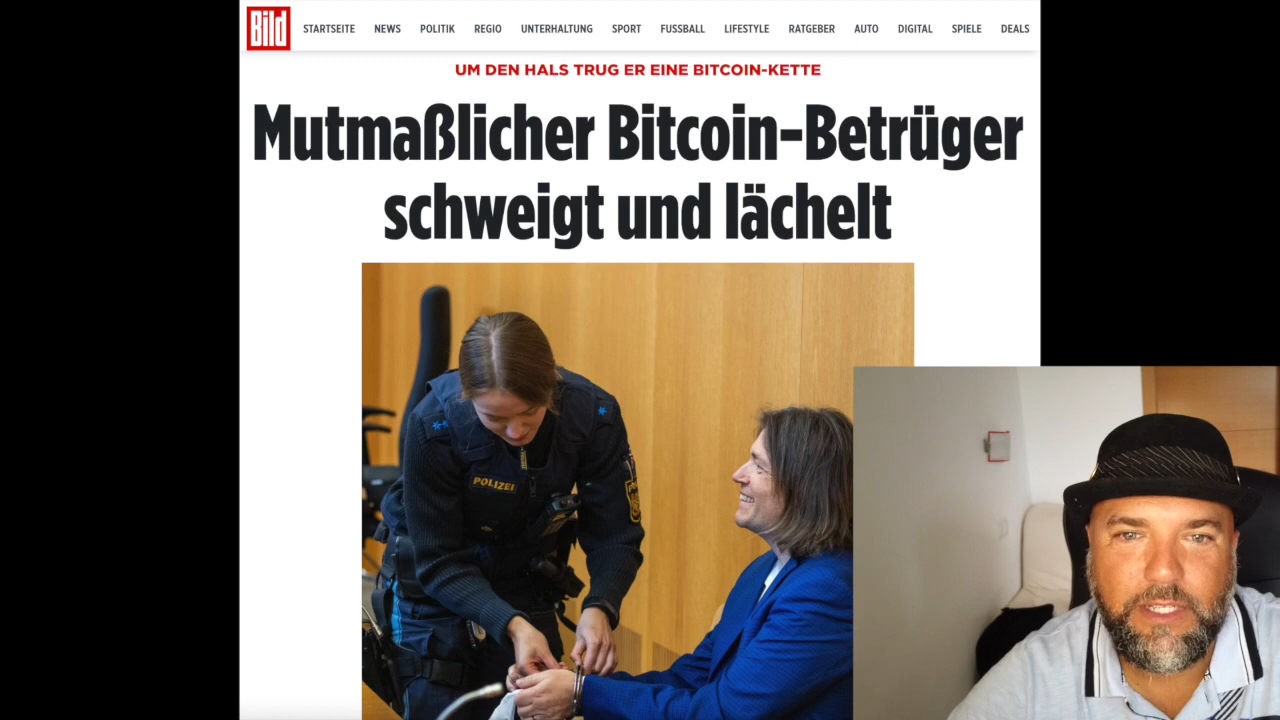 Bild
STARTSEITE NEWS POLITIK REGIO UNTERHALTUNG SPORT FUSSBALL LIFESTYLE RATGEBER AUTO DIGITAL SPIELE DEALS
UM DEN HALS TRUG ER EINE BITCOIN-KETTE
Mutmaßlicher Bitcoin-Betrüger
schweigt und lächelt
POLIZEI